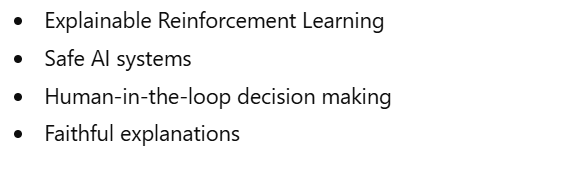 • Explainable Reinforcement Learning
• Safe AI systems
• Human-in-the-loop decision making
• Faithful explanations